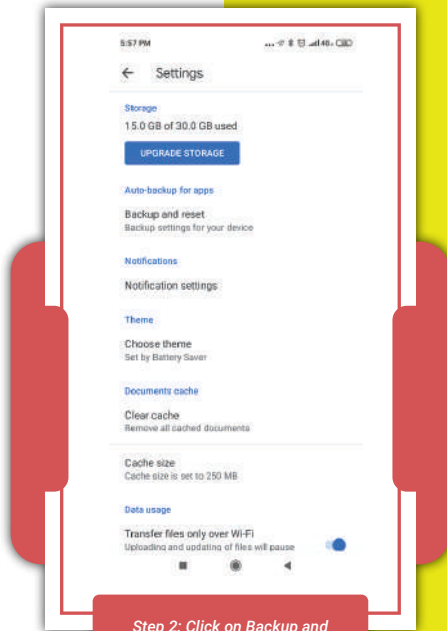 5:57 PM
Settings
Storage
15.0 GB of 30.0 GB used
UPGRADE STORAGE
Auto-backup for apps
Backup and reset
Backup settings for your device
Notifications
Notification settings
Theme
Choose theme
Set by Battery Saver
Documents cache
Clear cache
Remove all cached documents
Cache size
Cache size is set to 250 MB
Data usage
Transfer files only over Wi-Fi
Uploading and updating of files will pause
Step 2: Click on Backup and